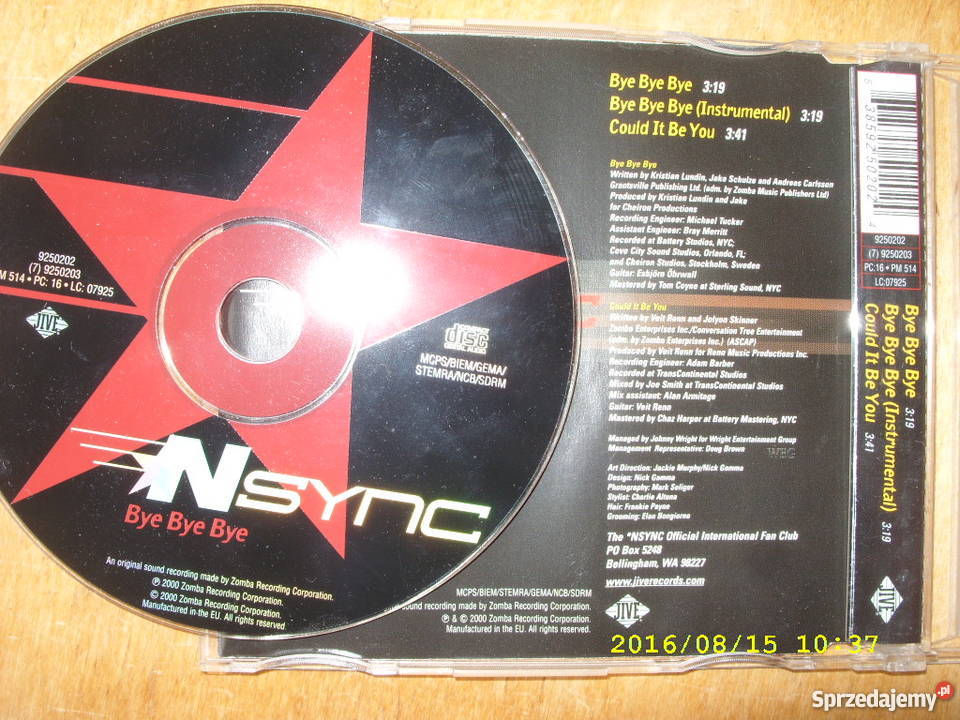 9250202
(7) 9250203
M 514 • PC: 16 • LC: 07925
JIVE
COMPACT
disc
DIGITAL AUDIO
MCPS/BIEM/GEMA/
STEMRA/NCB/SDRM
*NSYNC
Bye Bye Bye
An original sound recording made by Zomba Recording Corporation.
℗ 2000 Zomba Recording Corporation.
© 2000 Zomba Recording Corporation.
Manufactured in the EU. All rights reserved
Bye Bye Bye 3:19
Bye Bye Bye (Instrumental) 3:19
Could It Be You 3:41
Bye Bye Bye
Written by Kristian Lundin, Jake Schulze and Andreas Carlsson
Grantsville Publishing Ltd. (adm. by Zomba Music Publishers Ltd)
Produced by Kristian Lundin and Jake
for Cheiron Productions
Recording Engineer: Michael Tucker
Assistant Engineer: Bray Merritt
Recorded at Battery Studios, NYC;
Cove City Sound Studios, Orlando, FL;
and Cheiron Studios, Stockholm, Sweden
Guitar: Esbjörn Öhrwall
Mastered by Tom Coyne at Sterling Sound, NYC
Could It Be You
Written by Veit Renn and Jolyon Skinner
Zomba Enterprises Inc./Conversation Tree Entertainment
(adm. by Zomba Enterprises Inc.) (ASCAP)
Produced by Veit Renn for Renn Music Productions Inc.
Recording Engineer: Adam Barber
Recorded at TransContinental Studios
Mixed by Joe Smith at TransContinental Studios
Mix assistant: Alan Armitage
Guitar: Veit Renn
Mastered by Chaz Harper at Battery Mastering, NYC
Managed by Johnny Wright for Wright Entertainment Group
Management Representative: Doug Brown
WEG
Art Direction: Jackie Murphy/Nick Gamma
Design: Nick Gamma
Photography: Mark Seliger
Stylist: Charlie Altuna
Hair: Frankie Payne
Grooming: Elan Bongiorno
The *NSYNC Official International Fan Club
PO Box 5248
Bellingham, WA 98227
www.jiverecords.com
MCPS/BIEM/STEMRA/GEMA/NCB/SDRM
sound recording made by Zomba Recording Corporation.
℗ & © 2000 Zomba Recording Corporation.
Manufactured in the EU. All rights reserved.
JIVE
9250202
(7) 9250203
PC:16 • PM 514
LC:07925
Bye Bye Bye 3:19
Bye Bye Bye (Instrumental) 3:19
Could It Be You 3:41
JIVE
2016/08/15 10:37
Sprzedajemy.pl